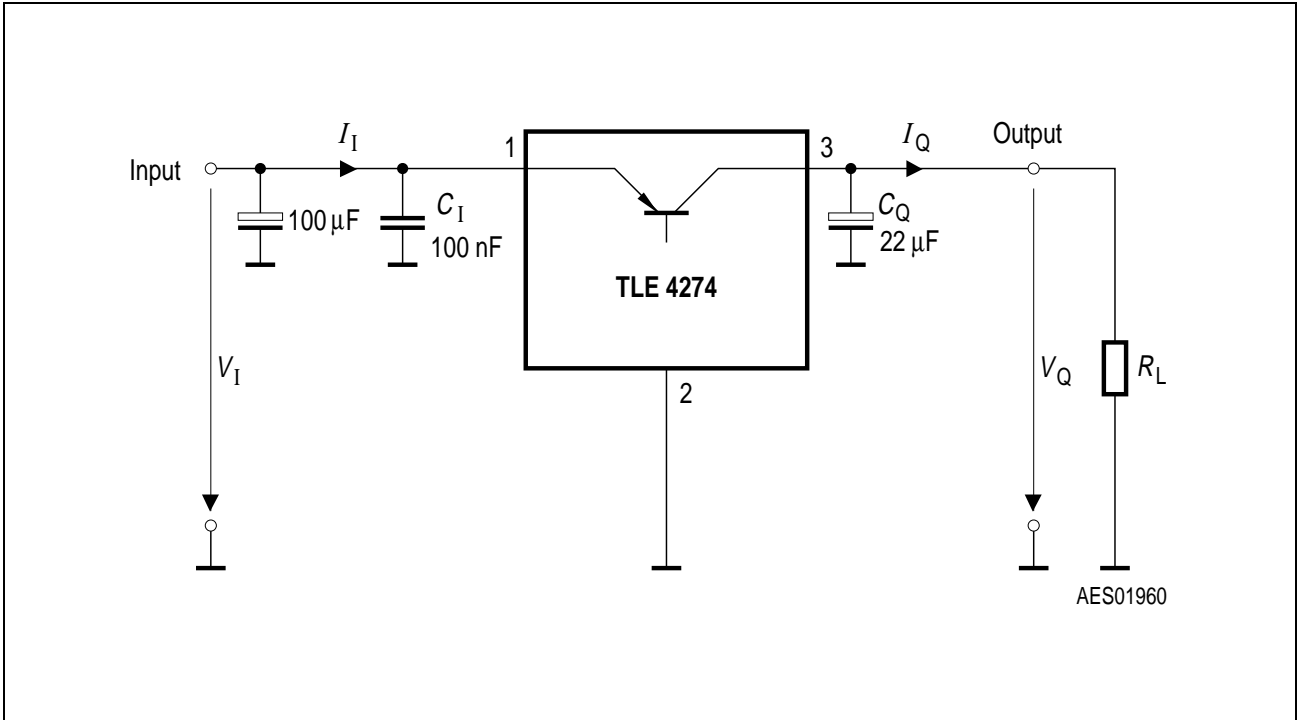 Input
I_I
1
3
I_Q
Output
100 µF
C_I
100 nF
C_Q
22 µF
TLE 4274
V_I
2
V_Q
R_L
AES01960